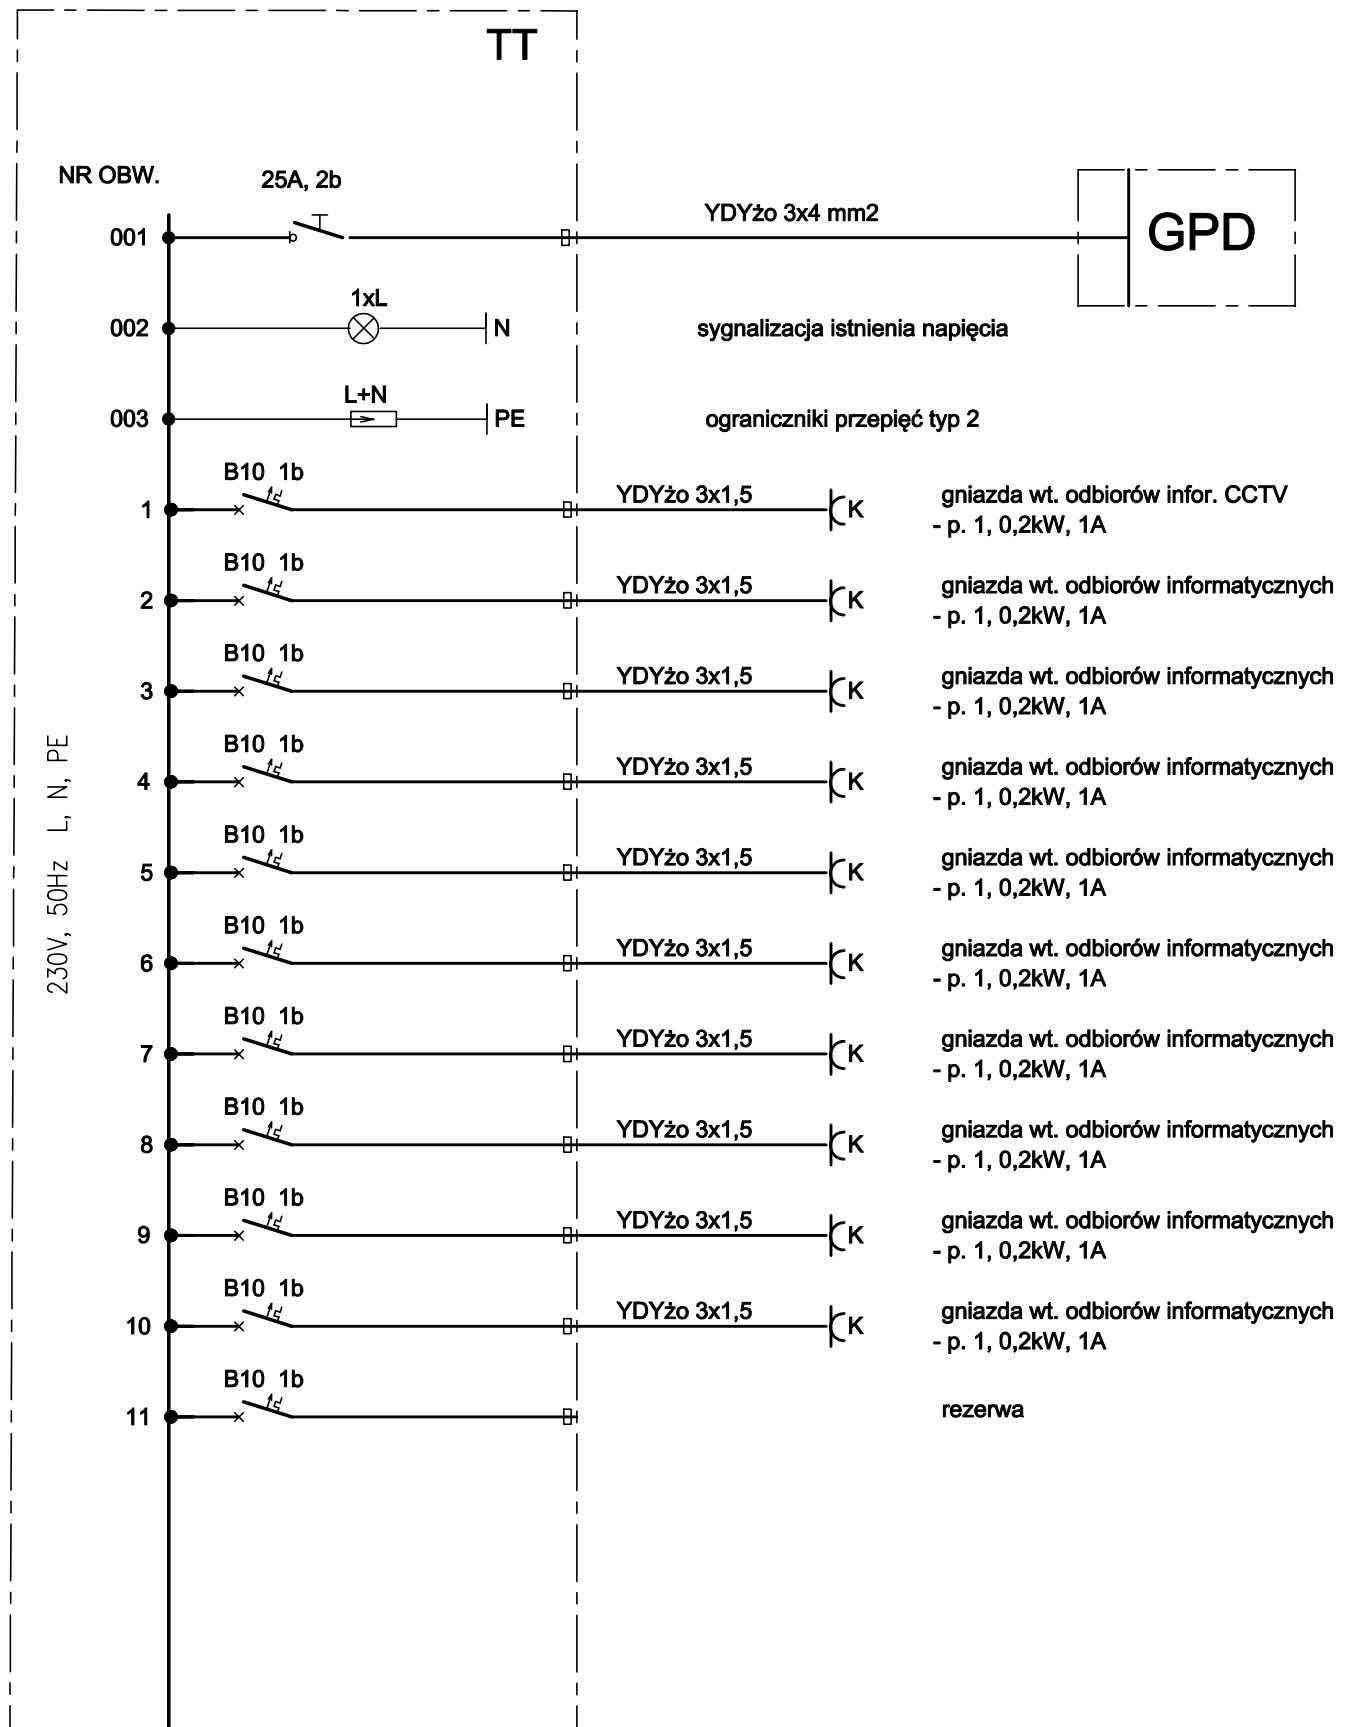 TT
NR OBW.
25A, 2b
001
YDYżo 3x4 mm2
GPD
1xL
002
N
sygnalizacja istnienia napięcia
L+N
003
PE
ograniczniki przepięć typ 2
B10 1b
1
YDYżo 3x1,5
K
gniazda wt. odbiorów infor. CCTV
- p. 1, 0,2kW, 1A
B10 1b
2
YDYżo 3x1,5
K
gniazda wt. odbiorów informatycznych
- p. 1, 0,2kW, 1A
B10 1b
3
YDYżo 3x1,5
K
gniazda wt. odbiorów informatycznych
- p. 1, 0,2kW, 1A
B10 1b
4
YDYżo 3x1,5
K
gniazda wt. odbiorów informatycznych
- p. 1, 0,2kW, 1A
B10 1b
5
YDYżo 3x1,5
K
gniazda wt. odbiorów informatycznych
- p. 1, 0,2kW, 1A
B10 1b
6
YDYżo 3x1,5
K
gniazda wt. odbiorów informatycznych
- p. 1, 0,2kW, 1A
B10 1b
7
YDYżo 3x1,5
K
gniazda wt. odbiorów informatycznych
- p. 1, 0,2kW, 1A
B10 1b
8
YDYżo 3x1,5
K
gniazda wt. odbiorów informatycznych
- p. 1, 0,2kW, 1A
B10 1b
9
YDYżo 3x1,5
K
gniazda wt. odbiorów informatycznych
- p. 1, 0,2kW, 1A
B10 1b
10
YDYżo 3x1,5
K
gniazda wt. odbiorów informatycznych
- p. 1, 0,2kW, 1A
B10 1b
11
rezerwa
230V, 50Hz L, N, PE